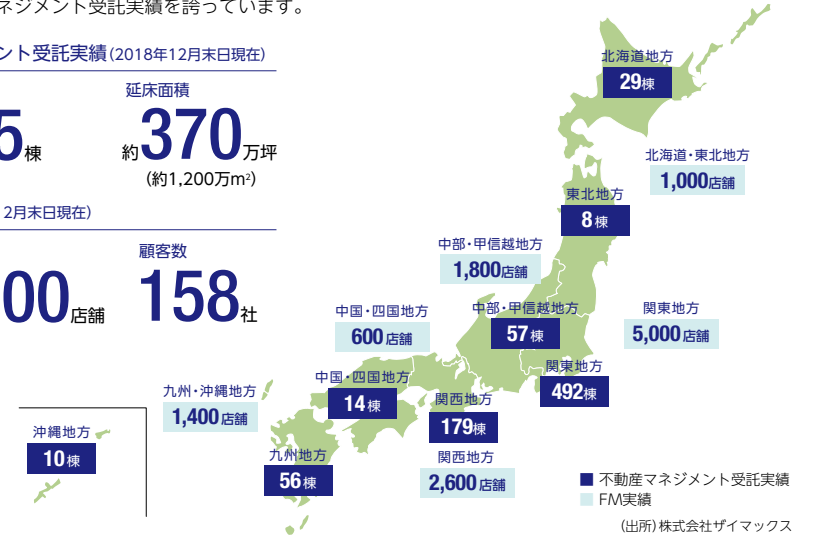 ネジメント受託実績を誇っています。
ント受託実績(2018年12月末日現在)
延床面積
5棟
約370万坪
(約1,200万m²)
2月末日現在)
顧客数
00店舗
158社
北海道地方
29棟
北海道・東北地方
1,000店舗
東北地方
8棟
中部・甲信越地方
1,800店舗
中部・甲信越地方
57棟
関東地方
5,000店舗
中国・四国地方
600店舗
関東地方
492棟
中国・四国地方
14棟
関西地方
179棟
九州・沖縄地方
1,400店舗
沖縄地方
10棟
九州地方
56棟
関西地方
2,600店舗
不動産マネジメント受託実績
FM実績
(出所)株式会社ザイマックス